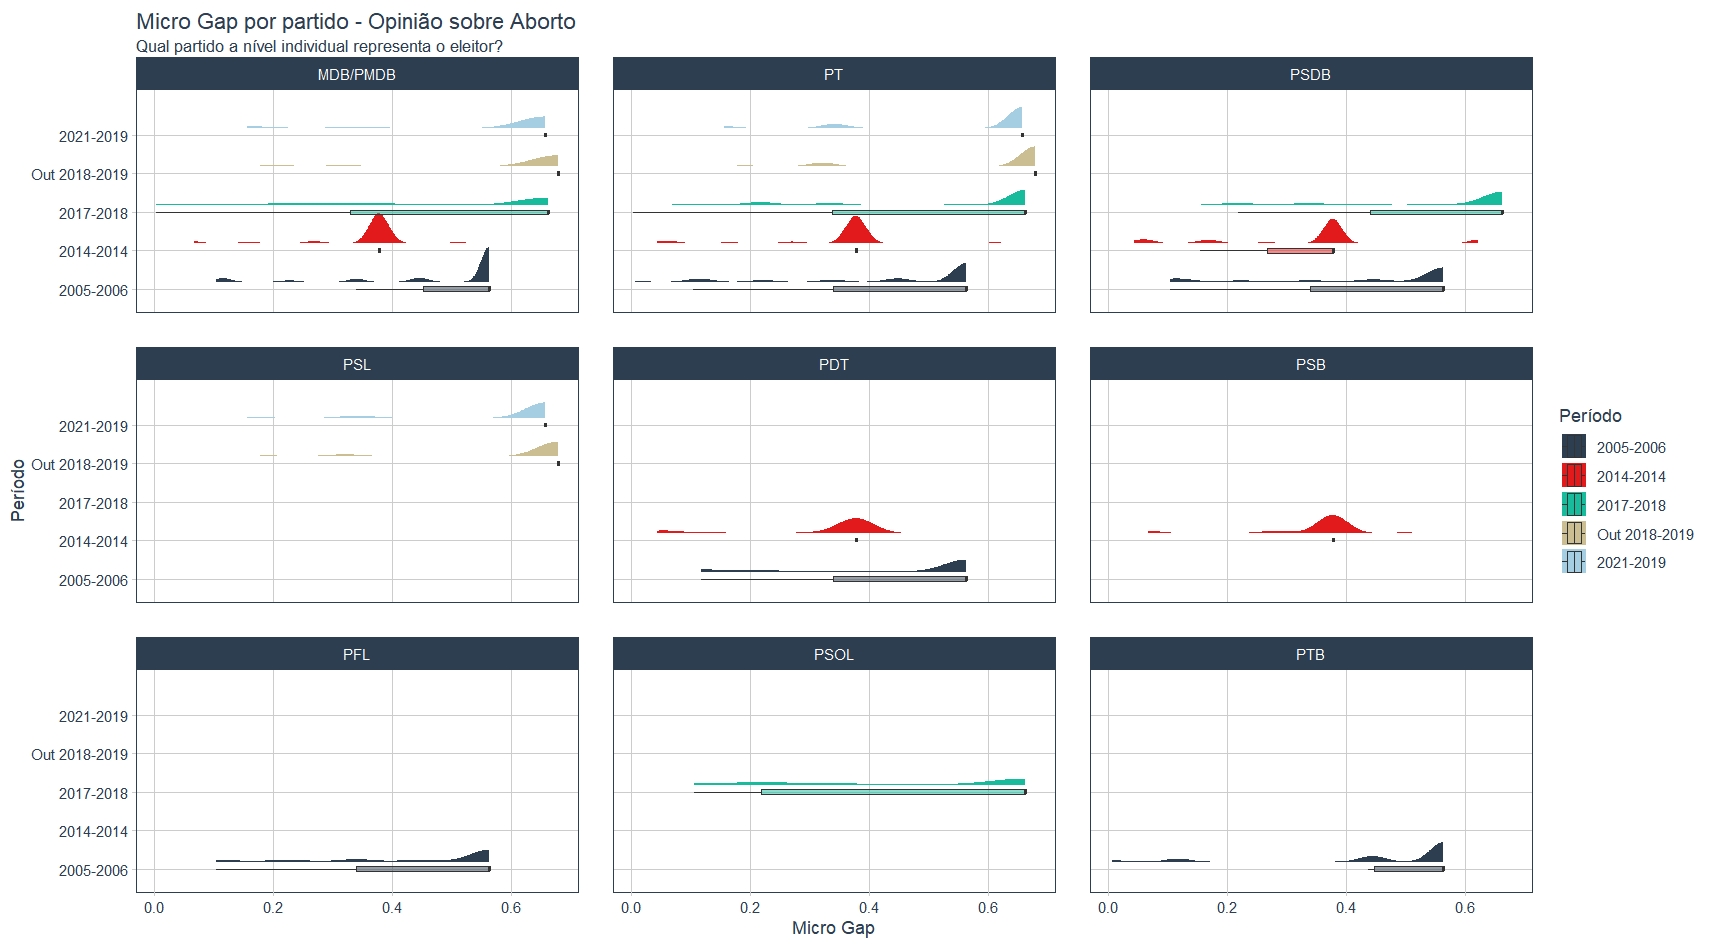 Micro Gap por partido - Opinião sobre Aborto
Qual partido a nível individual representa o eleitor?
MDB/PMDB
PT
PSDB
2021-2019
Out 2018-2019
2017-2018
2014-2014
2005-2006
PSL
PDT
PSB
2021-2019
Out 2018-2019
2017-2018
2014-2014
2005-2006
PFL
PSOL
PTB
2021-2019
Out 2018-2019
2017-2018
2014-2014
2005-2006
0.0 0.2 0.4 0.6
0.0 0.2 0.4 0.6
0.0 0.2 0.4 0.6
Micro Gap
Período
Período
2005-2006
2014-2014
2017-2018
Out 2018-2019
2021-2019